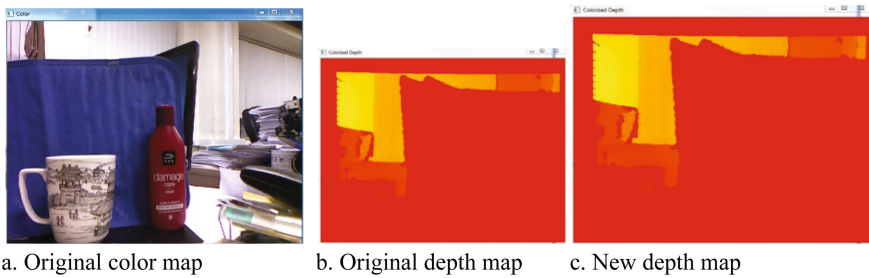 Color
Colorized Depth
Colorized Depth
damage
care
a. Original color map
b. Original depth map
c. New depth map